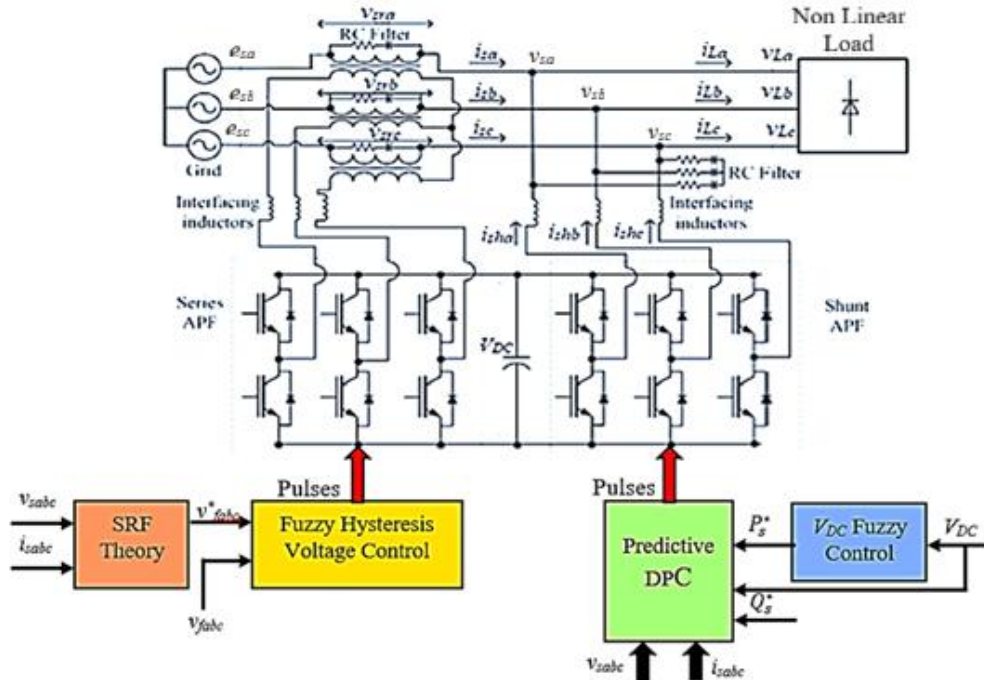 v_sra
RC Filter
Non Linear
Load
e_sa
i_sa
v_sa
i_La
v_La
v_srb
e_sb
i_sb
v_sb
i_Lb
v_Lb
e_sc
v_src
i_sc
v_sc
i_Lc
v_Lc
Grid
RC Filter
Interfacing
inductors
Interfacing
inductors
i_sha
i_shb
i_shc
Series
APF
Shunt
APF
V_DC
Pulses
Pulses
v_sabc
i_sabc
SRF
Theory
v*_fabc
Fuzzy Hysteresis
Voltage Control
v_fabc
Predictive
DPC
P_s^*
V_DC Fuzzy
Control
V_DC
Q_s^*
v_sabc
i_sabc